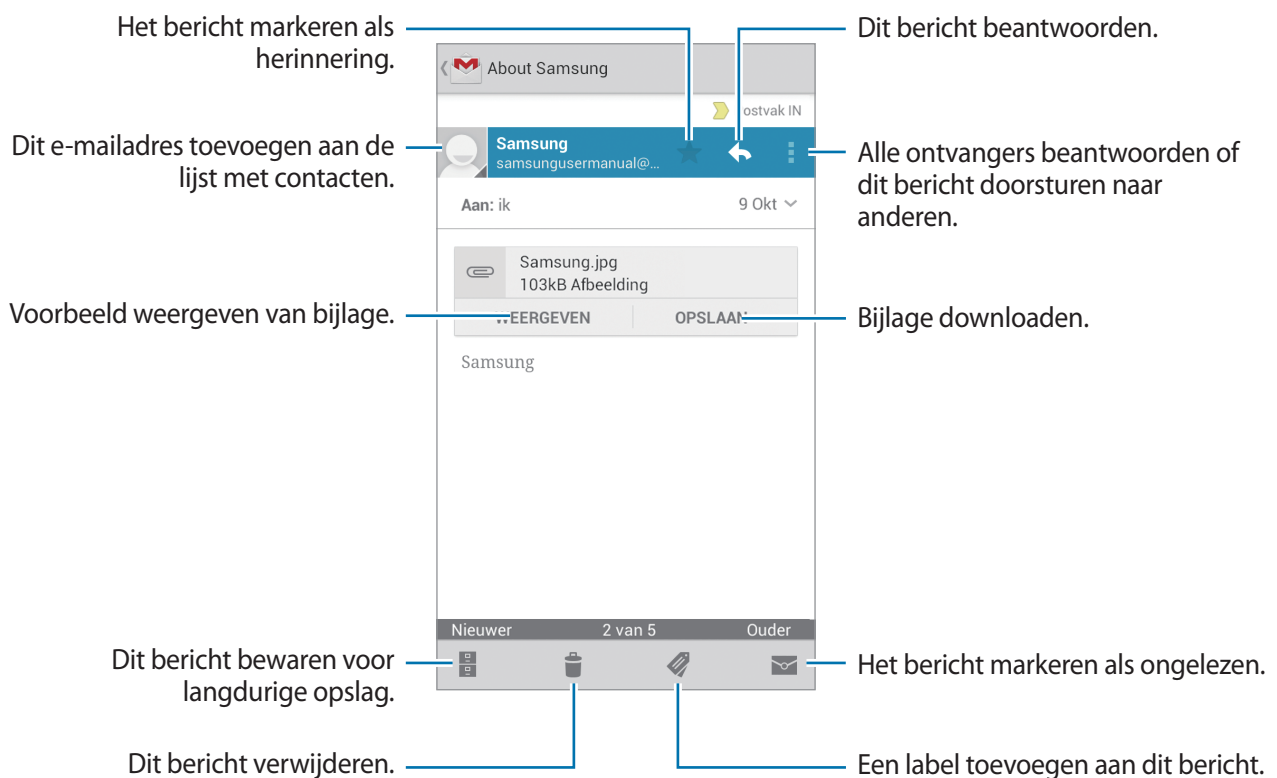 Het bericht markeren als
herinnering.
Dit bericht beantwoorden.
About Samsung
ostvak IN
Dit e-mailadres toevoegen aan de
lijst met contacten.
Samsung
samsungusermanual@...
Alle ontvangers beantwoorden of
dit bericht doorsturen naar
anderen.
Aan: ik
9 Okt
Samsung.jpg
103kB Afbeelding
Voorbeeld weergeven van bijlage.
WEERGEVEN
OPSLAAN
Bijlage downloaden.
Samsung
Nieuwer
2 van 5
Ouder
Dit bericht bewaren voor
langdurige opslag.
Het bericht markeren als ongelezen.
Dit bericht verwijderen.
Een label toevoegen aan dit bericht.